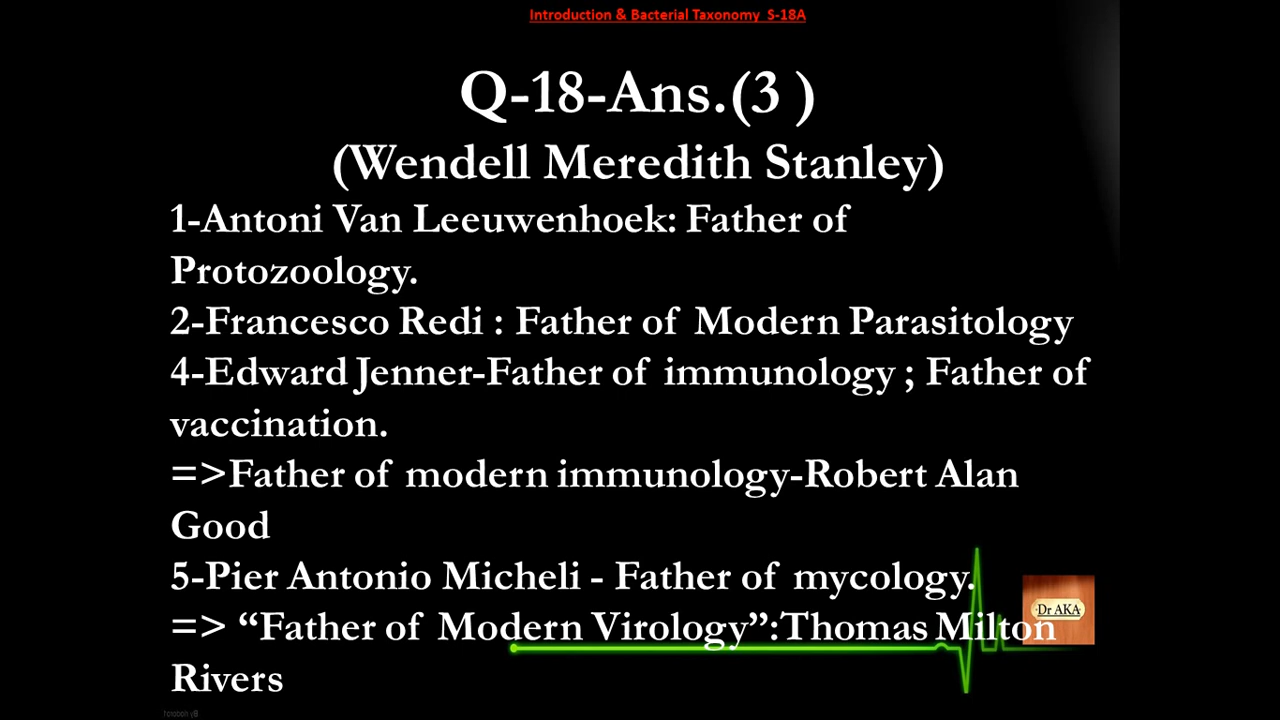 Introduction & Bacterial Taxonomy S-18A
Q-18-Ans.(3 )
(Wendell Meredith Stanley)
1-Antoni Van Leeuwenhoek: Father of
Protozoology.
2-Francesco Redi : Father of Modern Parasitology
4-Edward Jenner-Father of immunology ; Father of
vaccination.
=>Father of modern immunology-Robert Alan
Good
5-Pier Antonio Micheli - Father of mycology.
Dr AKA
=> “Father of Modern Virology”:Thomas Milton
Rivers